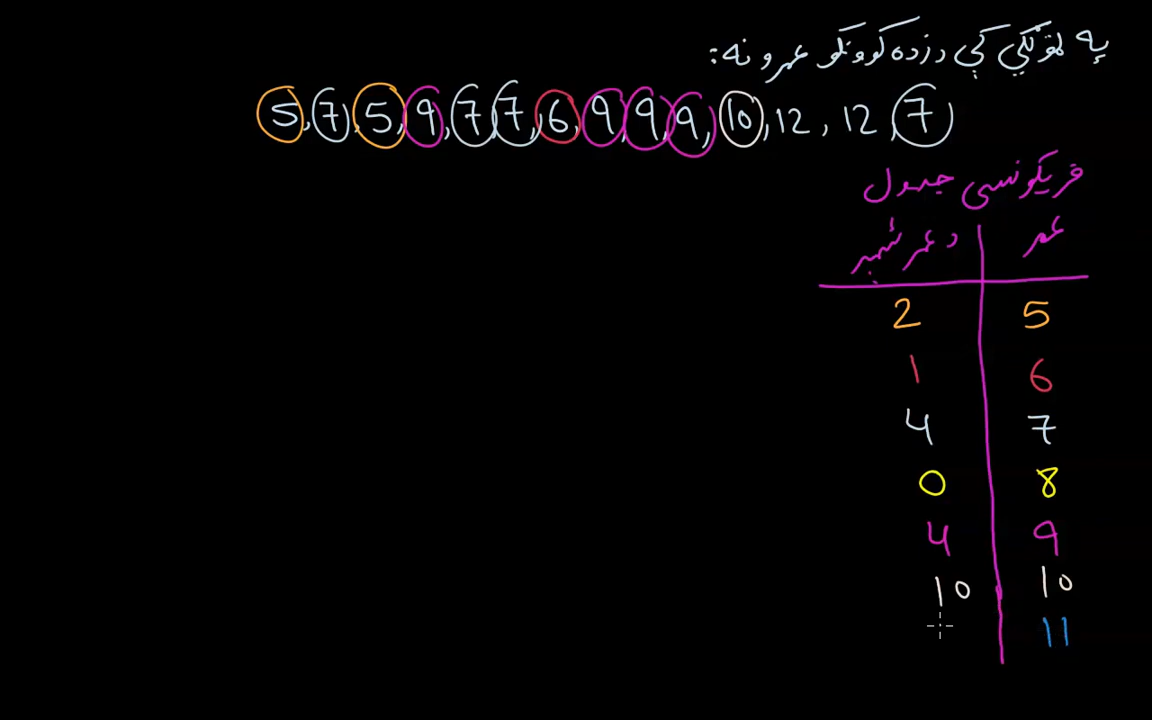 په ټولګي کې د زده کوونکو عمرونه:
5, 7, 5, 9, 7, 7, 6, 9, 9, 9, 10, 12, 12, 7
فریکونسی جدول
عمر د عمر شمېر
5 2
6 1
7 4
8 0
9 4
10 10
11